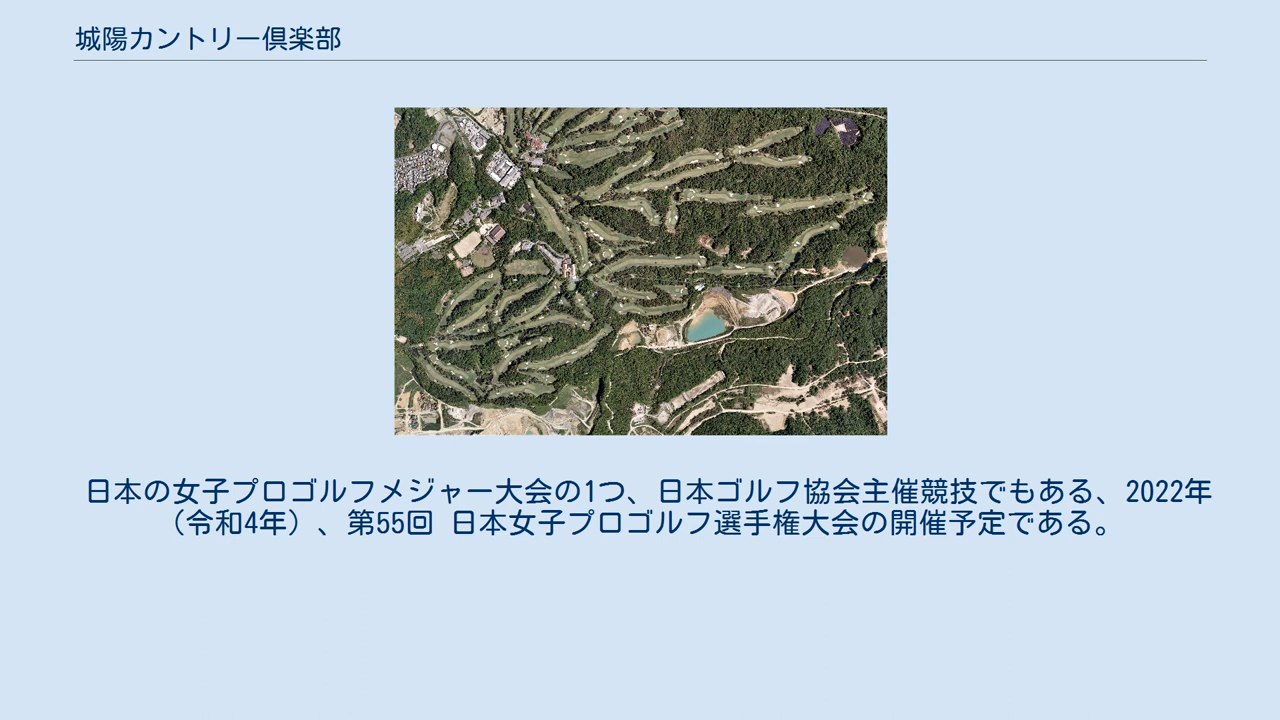 城陽カントリー倶楽部
日本の女子プロゴルフメジャー大会の1つ、日本ゴルフ協会主催競技でもある、2022年
（令和4年）、第55回 日本女子プロゴルフ選手権大会の開催予定である。